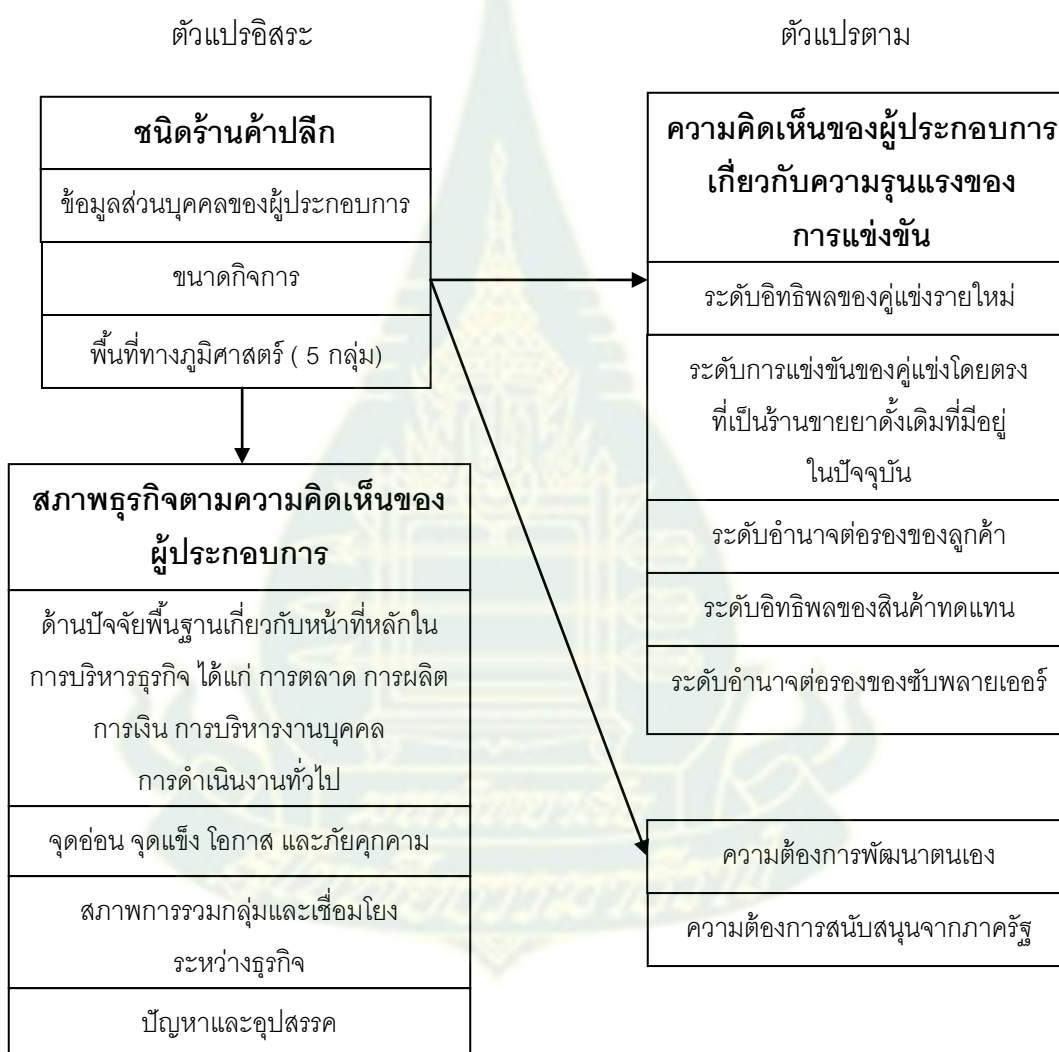 ตัวแปรอิสระ
ตัวแปรตาม
ชนิดร้านค้าปลีก
ข้อมูลส่วนบุคคลของผู้ประกอบการ
ขนาดกิจการ
พื้นที่ทางภูมิศาสตร์ ( 5 กลุ่ม)
สภาพธุรกิจตามความคิดเห็นของ
ผู้ประกอบการ
ด้านปัจจัยพื้นฐานเกี่ยวกับหน้าที่หลักใน
การบริหารธุรกิจ ได้แก่ การตลาด การผลิต
การเงิน การบริหารงานบุคคล
การดำเนินงานทั่วไป
จุดอ่อน จุดแข็ง โอกาส และภัยคุกคาม
สภาพการรวมกลุ่มและเชื่อมโยง
ระหว่างธุรกิจ
ปัญหาและอุปสรรค
ความคิดเห็นของผู้ประกอบการ
เกี่ยวกับความรุนแรงของ
การแข่งขัน
ระดับอิทธิพลของคู่แข่งรายใหม่
ระดับการแข่งขันของคู่แข่งโดยตรง
ที่เป็นร้านขายยาดั้งเดิมที่มีอยู่
ในปัจจุบัน
ระดับอำนาจต่อรองของลูกค้า
ระดับอิทธิพลของสินค้าทดแทน
ระดับอำนาจต่อรองของซับพลายเออร์
ความต้องการพัฒนาตนเอง
ความต้องการสนับสนุนจากภาครัฐ